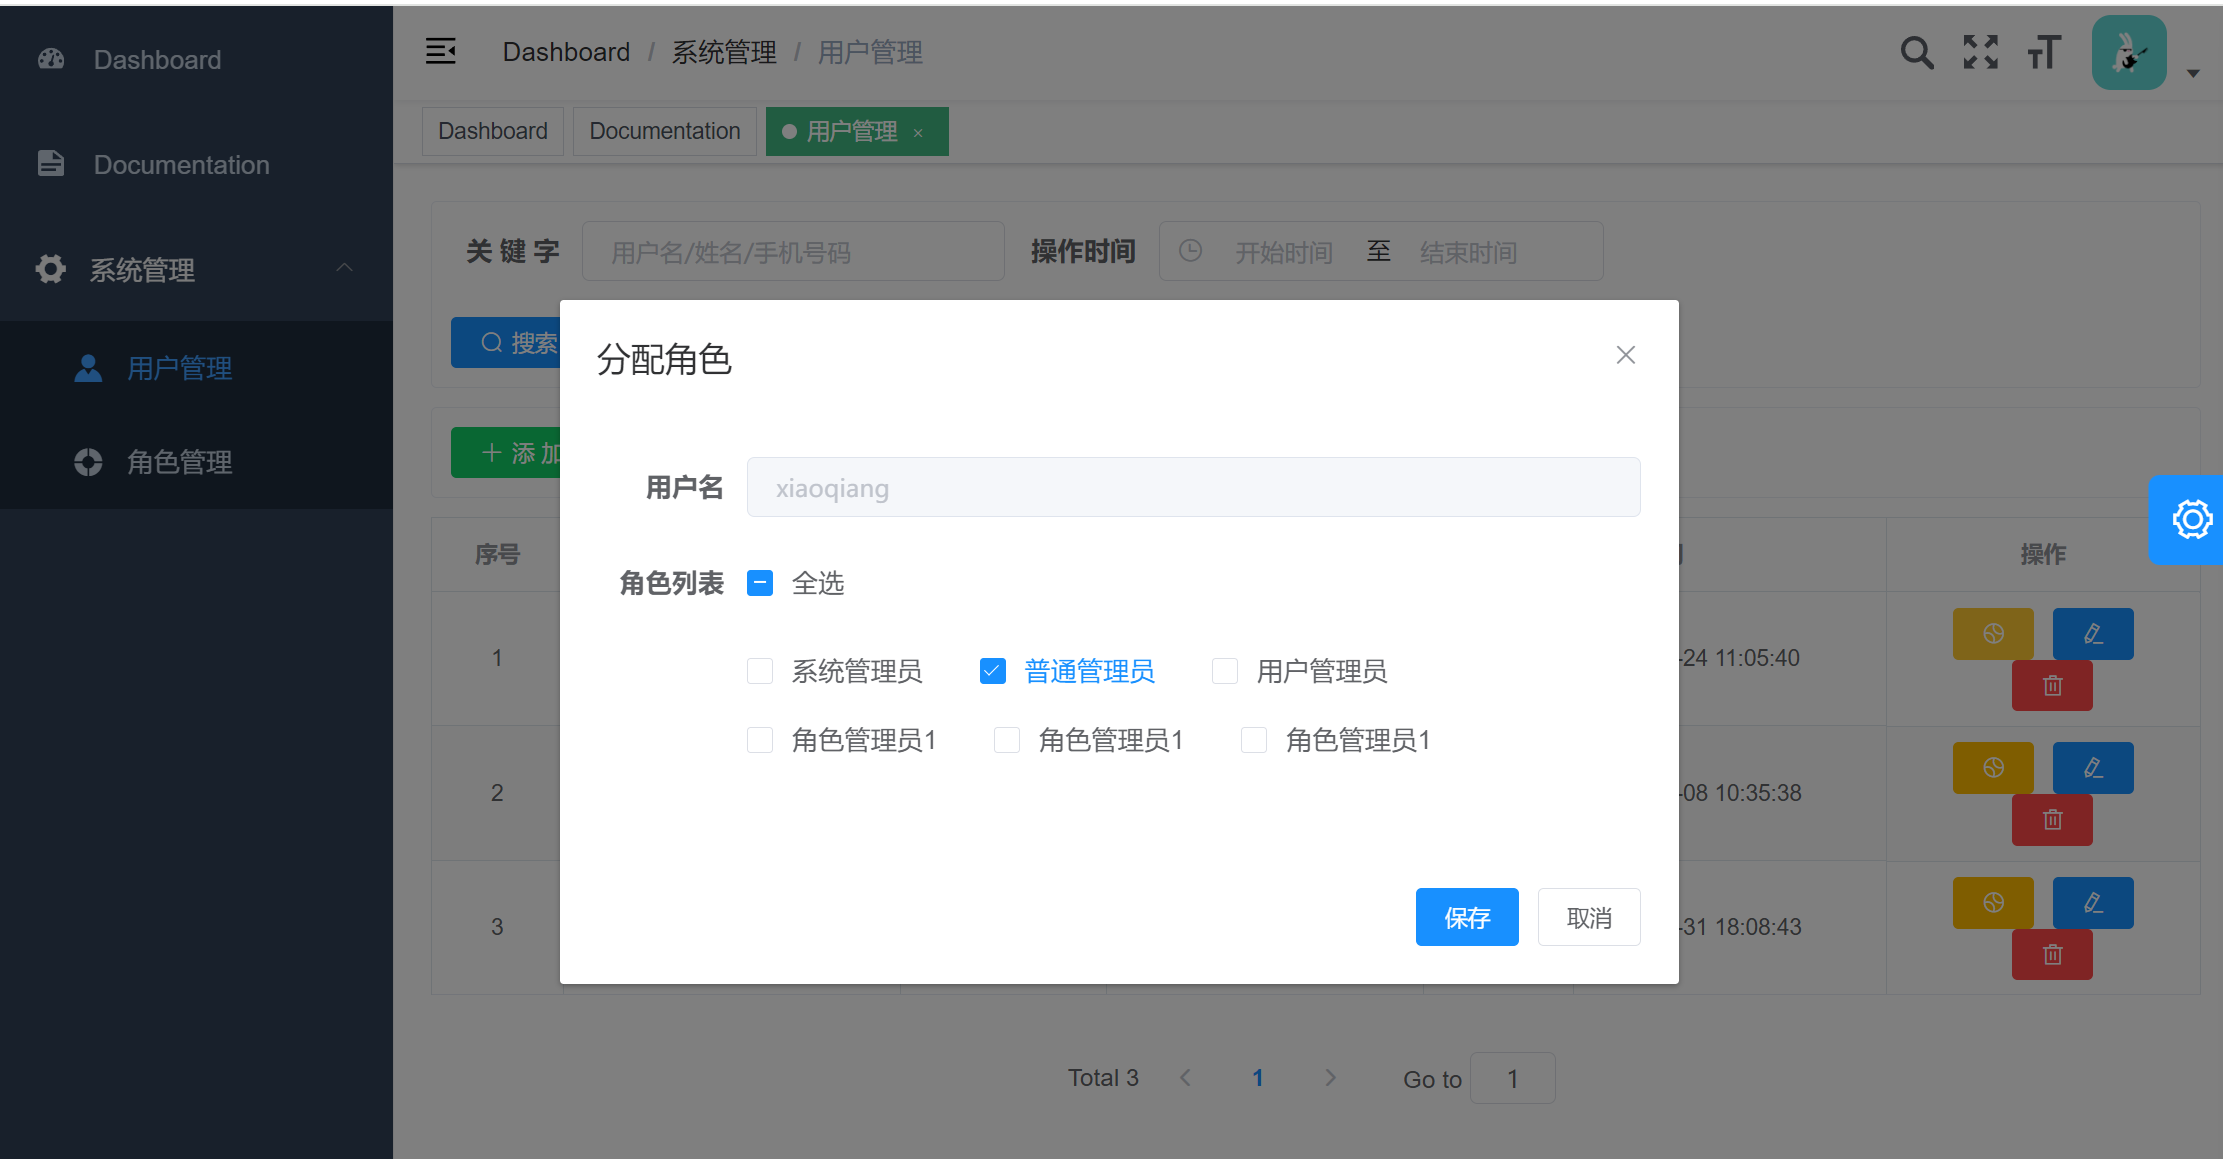 Dashboard
Documentation
系统管理
用户管理
角色管理
Dashboard / 系统管理 / 用户管理
Dashboard
Documentation
用户管理 ×
关 键 字 用户名/姓名/手机号码 操作时间 开始时间 至 结束时间
搜索
添 加
序号 操作
1 -24 11:05:40
2 -08 10:35:38
3 -31 18:08:43
分配角色
用户名 xiaoqiang
角色列表 全选
系统管理员 普通管理员 用户管理员
角色管理员1 角色管理员1 角色管理员1
保存 取消
Total 3 1 Go to 1